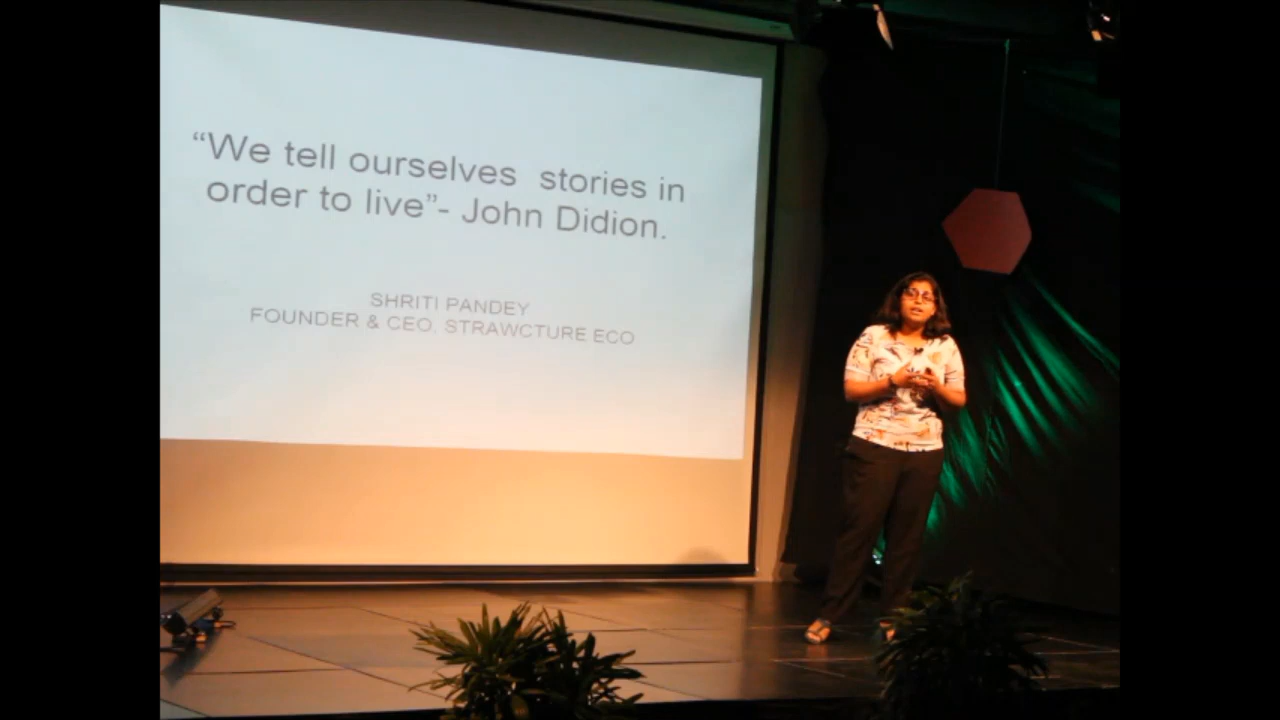 “We tell ourselves stories in
order to live”- John Didion.
SHRITI PANDEY
FOUNDER & CEO, STRAWCTURE ECO